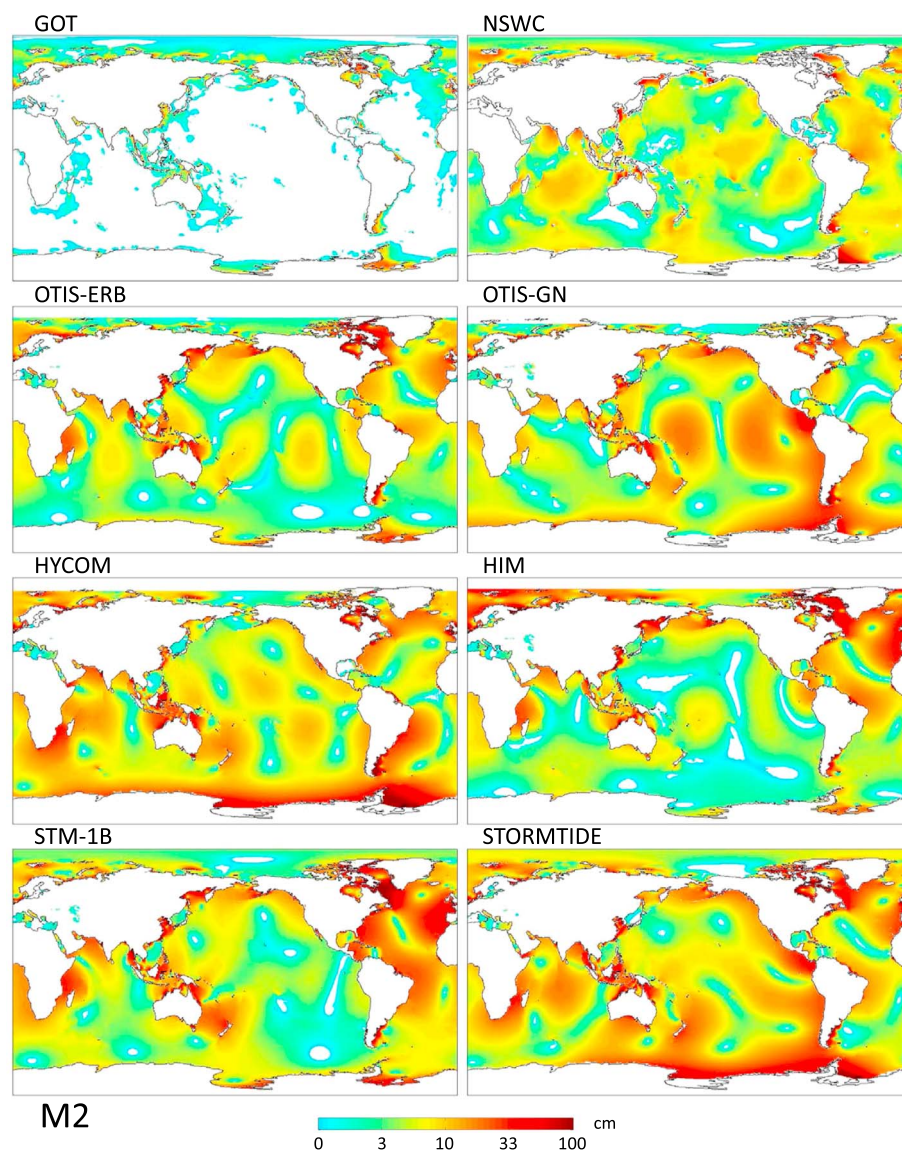 GOT
NSWC
OTIS-ERB
OTIS-GN
HYCOM
HIM
STM-1B
STORMTIDE
M2
cm
0 3 10 33 100